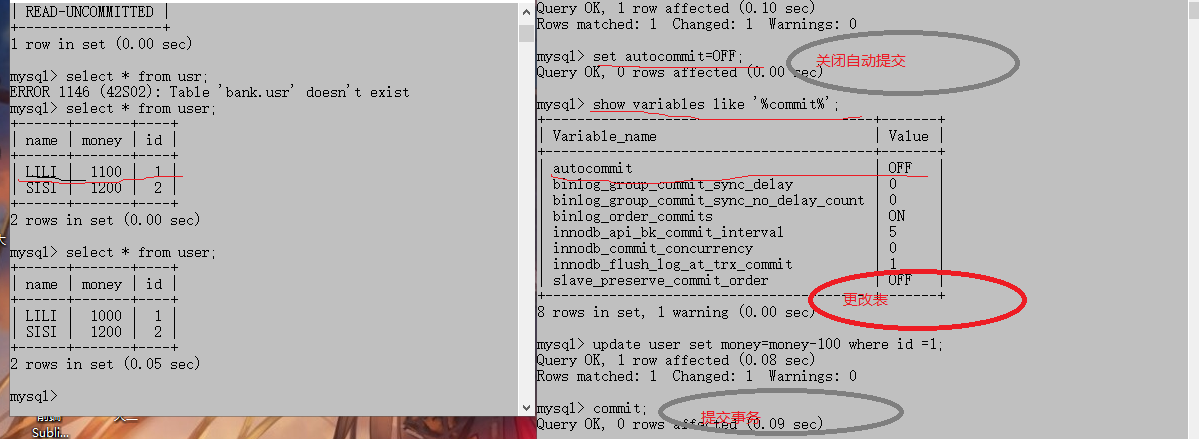 | READ-UNCOMMITTED |
+------------------+
1 row in set (0.00 sec)
mysql> select * from usr;
ERROR 1146 (42S02): Table 'bank.usr' doesn't exist
mysql> select * from user;
+------+-------+----+
| name | money | id |
+------+-------+----+
| LILI | 1100 | 1 |
| SISI | 1200 | 2 |
+------+-------+----+
2 rows in set (0.00 sec)
mysql> select * from user;
+------+-------+----+
| name | money | id |
+------+-------+----+
| LILI | 1000 | 1 |
| SISI | 1200 | 2 |
+------+-------+----+
2 rows in set (0.05 sec)
mysql>
Subli...
Query OK, 1 row affected (0.10 sec)
Rows matched: 1 Changed: 1 Warnings: 0
mysql> set autocommit=OFF;
关闭自动提交
Query OK, 0 rows affected (0.00 sec)
mysql> show variables like '%commit%';
+-----------------------------------------+-------+
| Variable_name | Value |
+-----------------------------------------+-------+
| autocommit | OFF |
| binlog_group_commit_sync_delay | 0 |
| binlog_group_commit_sync_no_delay_count | 0 |
| binlog_order_commits | ON |
| innodb_api_bk_commit_interval | 5 |
| innodb_commit_concurrency | 0 |
| innodb_flush_log_at_trx_commit | 1 |
| slave_preserve_commit_order | OFF |
+-----------------------------------------+-------+
更改表
8 rows in set, 1 warning (0.00 sec)
mysql> update user set money=money-100 where id =1;
Query OK, 1 row affected (0.08 sec)
Rows matched: 1 Changed: 1 Warnings: 0
mysql> commit;
提交事务
Query OK, 0 rows affected (0.09 sec)